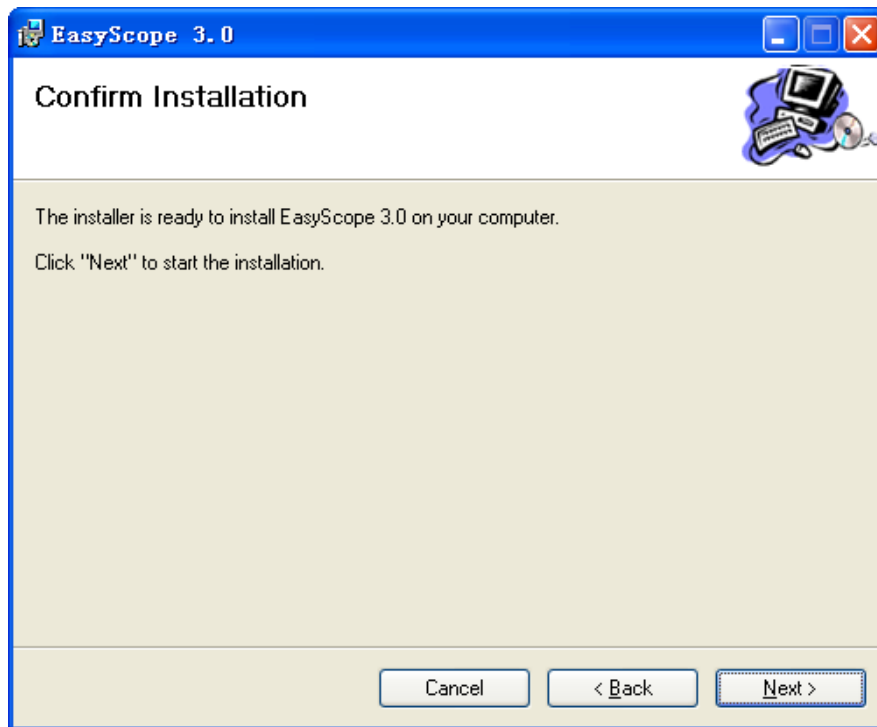 EasyScope 3.0
Confirm Installation
The installer is ready to install EasyScope 3.0 on your computer.
Click "Next" to start the installation.
Cancel
< Back
Next >